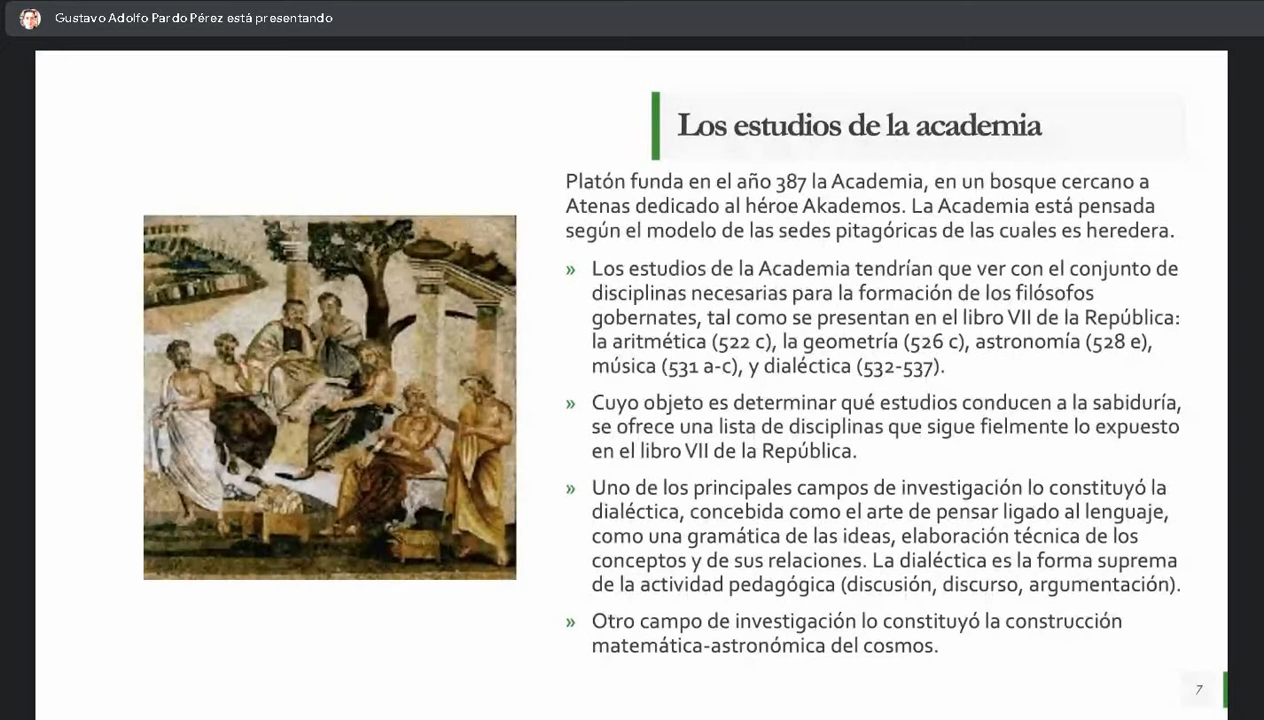 Gustavo Adolfo Pardo Pérez está presentando
Los estudios de la academia
Platón funda en el año 387 la Academia, en un bosque cercano a
Atenas dedicado al héroe Akademos. La Academia está pensada
según el modelo de las sedes pitagóricas de las cuales es heredera.
» Los estudios de la Academia tendrían que ver con el conjunto de
disciplinas necesarias para la formación de los filósofos
gobernates, tal como se presentan en el libro VII de la República:
la aritmética (522 c), la geometría (526 c), astronomía (528 e),
música (531 a-c), y dialéctica (532-537).
» Cuyo objeto es determinar qué estudios conducen a la sabiduría,
se ofrece una lista de disciplinas que sigue fielmente lo expuesto
en el libro VII de la República.
» Uno de los principales campos de investigación lo constituyó la
dialéctica, concebida como el arte de pensar ligado al lenguaje,
como una gramática de las ideas, elaboración técnica de los
conceptos y de sus relaciones. La dialéctica es la forma suprema
de la actividad pedagógica (discusión, discurso, argumentación).
» Otro campo de investigación lo constituyó la construcción
matemática-astronómica del cosmos.
7